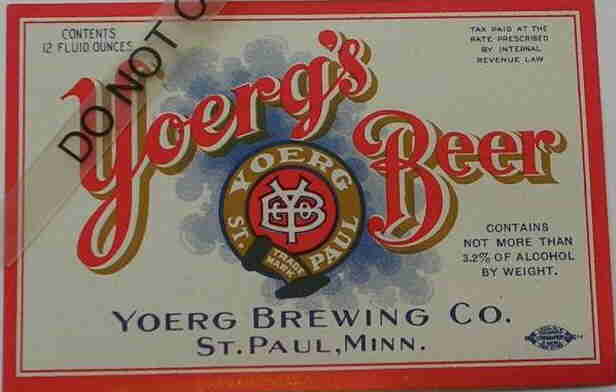 CONTENTS
12 FLUID OUNCES
TAX PAID AT THE
RATE PRESCRIBED
BY INTERNAL
REVENUE LAW
DO NOT
Yoerg's
Beer
YOERG
ST. PAUL
YBCo
TRADE
MARK
CONTAINS
NOT MORE THAN
3.2% OF ALCOHOL
BY WEIGHT.
YOERG BREWING CO.
ST. PAUL, MINN.